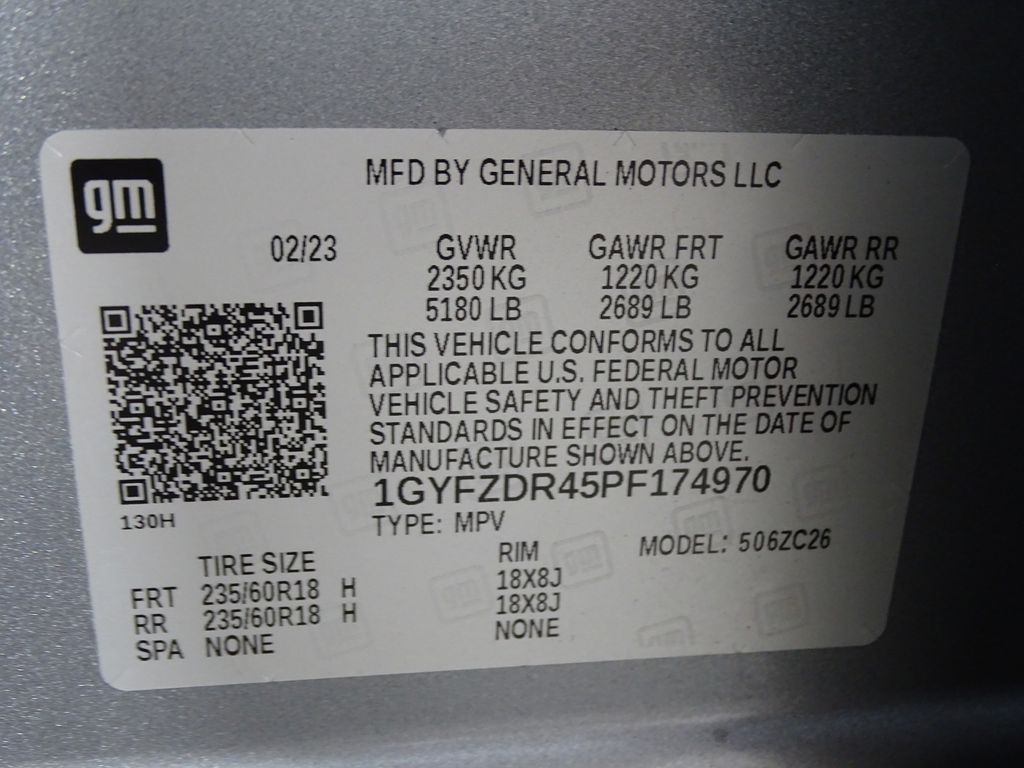 gm
MFD BY GENERAL MOTORS LLC
02/23 GVWR GAWR FRT GAWR RR
2350 KG 1220 KG 1220 KG
5180 LB 2689 LB 2689 LB
THIS VEHICLE CONFORMS TO ALL
APPLICABLE U.S. FEDERAL MOTOR
VEHICLE SAFETY AND THEFT PREVENTION
STANDARDS IN EFFECT ON THE DATE OF
MANUFACTURE SHOWN ABOVE.
1GYFZDR45PF174970
130H TYPE: MPV
TIRE SIZE RIM MODEL: 506ZC26
FRT 235/60R18 H 18X8J
RR 235/60R18 H 18X8J
SPA NONE NONE